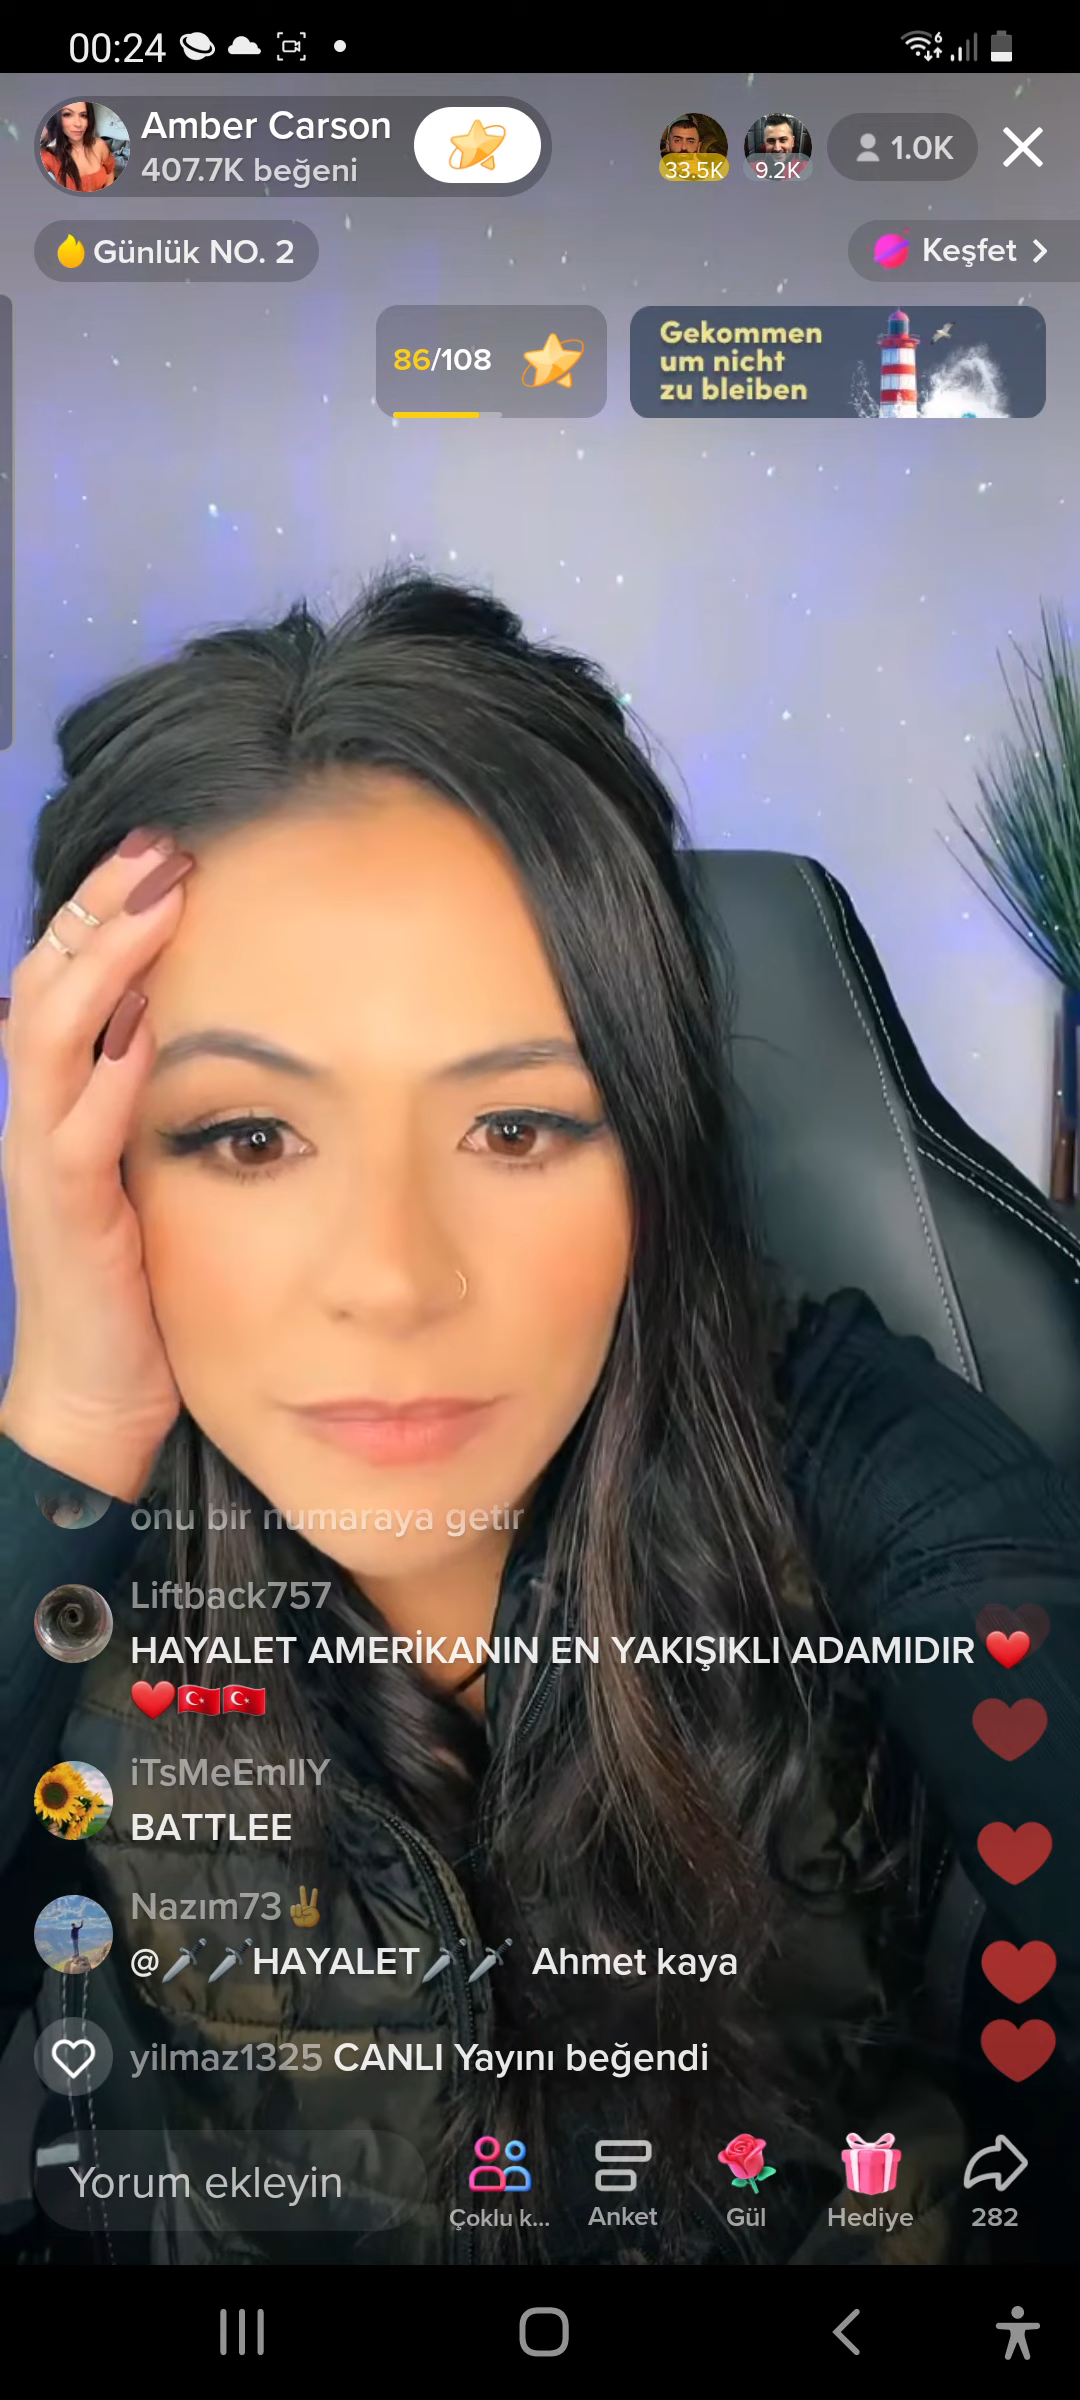 00:24
6
Amber Carson
407.7K beğeni
33.5K
9.2K
1.0K
Günlük NO. 2
Keşfet
86/108
Gekommen
um nicht
zu bleiben
onu bir numaraya getir
Liftback757
HAYALET AMERİKANIN EN YAKIŞIKLI ADAMIDIR ❤️
❤️🇹🇷🇹🇷
iTsMeEmIlY
BATTLEE
Nazım73✌️
@🗡️🗡️HAYALET🗡️🗡️ Ahmet kaya
yilmaz1325 CANLI Yayını beğendi
Yorum ekleyin
Çoklu k...
Anket
Gül
Hediye
282